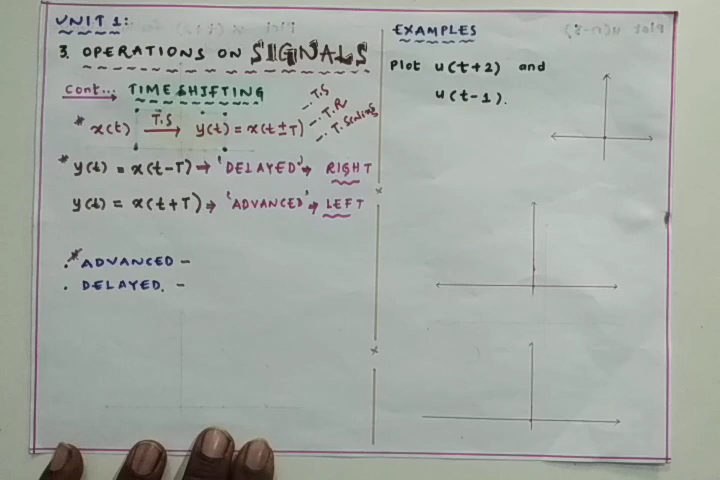 UNIT 1:
3. OPERATIONS ON SIGNALS
Cont... TIME SHIFTING
- T.S
- T.R
- T. Scaling
* x(t) T.S → y(t) = x(t ± T)
* y(t) = x(t-T) → 'DELAYED' → RIGHT
y(t) = x(t+T) → 'ADVANCED' → LEFT
* ADVANCED -
. DELAYED. -
EXAMPLES
Plot u(t+2) and
u(t-1).